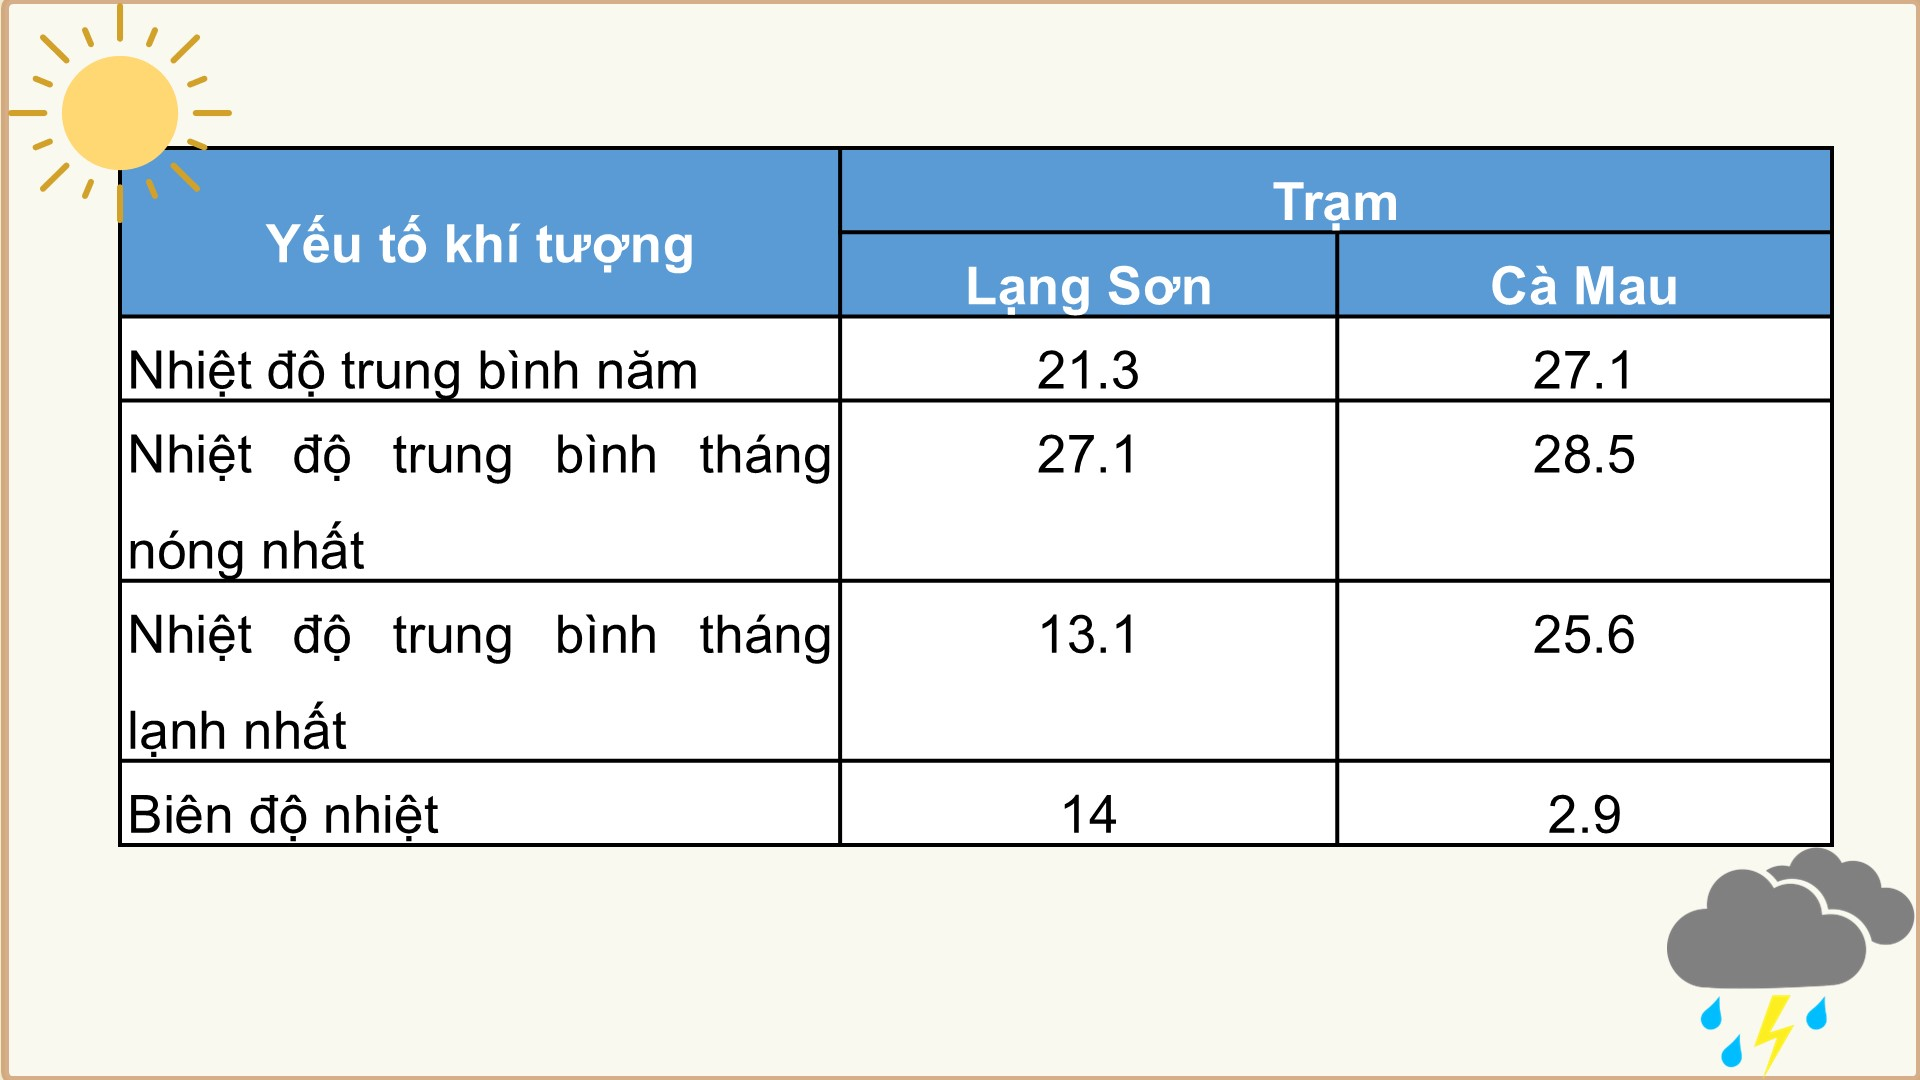 Yếu tố khí tượng
Trạm
Lạng Sơn
Cà Mau
Nhiệt độ trung bình năm
21.3
27.1
Nhiệt độ trung bình tháng
nóng nhất
27.1
28.5
Nhiệt độ trung bình tháng
lạnh nhất
13.1
25.6
Biên độ nhiệt
14
2.9